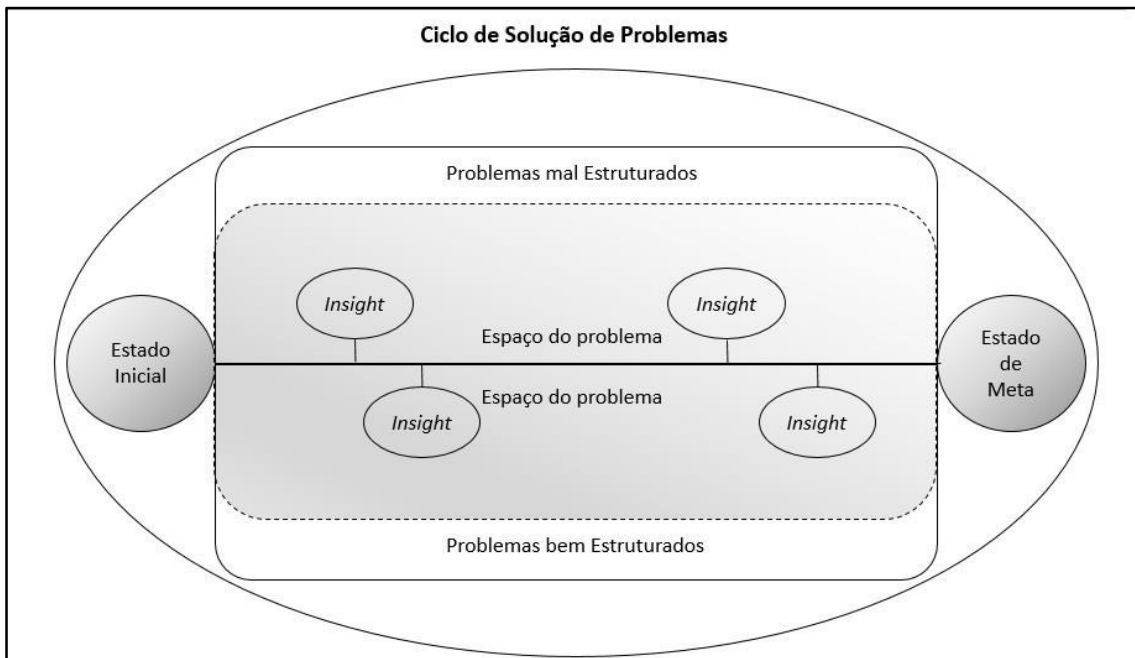 Ciclo de Solução de Problemas
Problemas mal Estruturados
Insight
Insight
Espaço do problema
Estado
Inicial
Estado
de
Meta
Espaço do problema
Insight
Insight
Problemas bem Estruturados